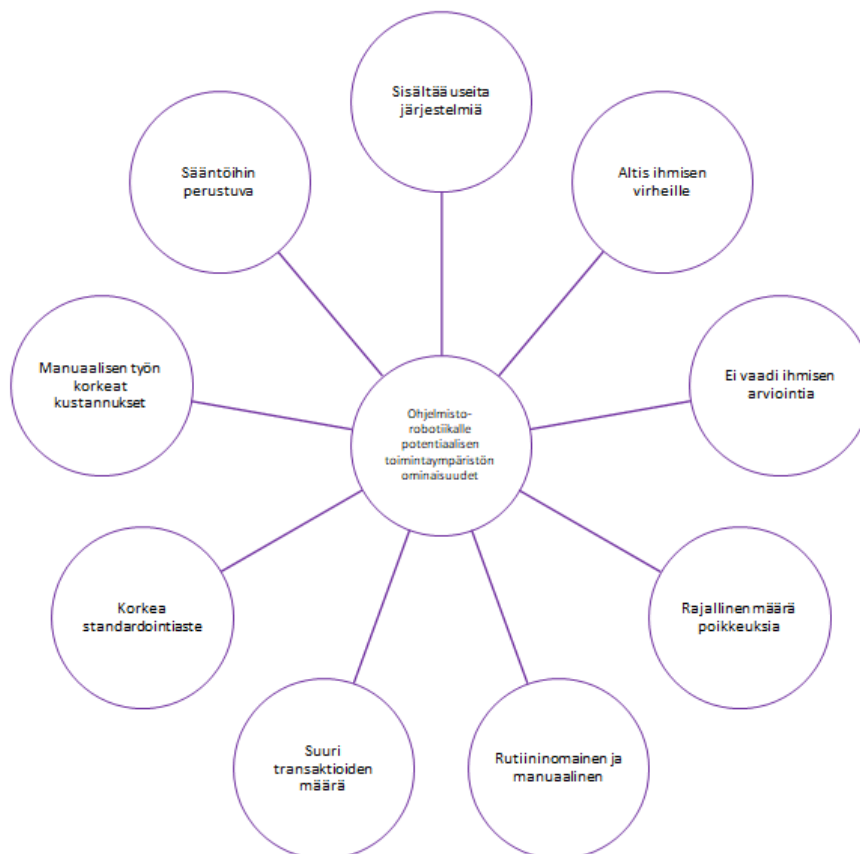 Sisältää useita
järjestelmiä
Altis ihmisen
virheille
Ei vaadi ihmisen
arviointia
Rajallinen määrä
poikkeuksia
Rutiininomainen ja
manuaalinen
Suuri
transaktioiden
määrä
Korkea
standardointiaste
Manuaalisen työn
korkeat
kustannukset
Sääntöihin
perustuva
Ohjelmisto-
robotiikalle
potentiaalisen
toimintaympäristön
ominaisuudet